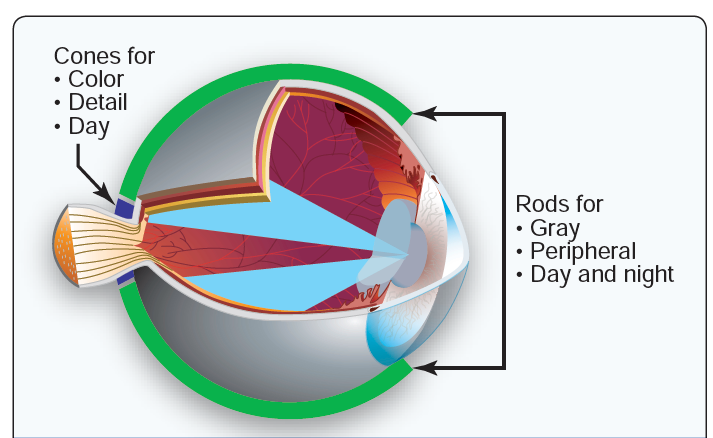 Cones for
• Color
• Detail
• Day
Rods for
• Gray
• Peripheral
• Day and night